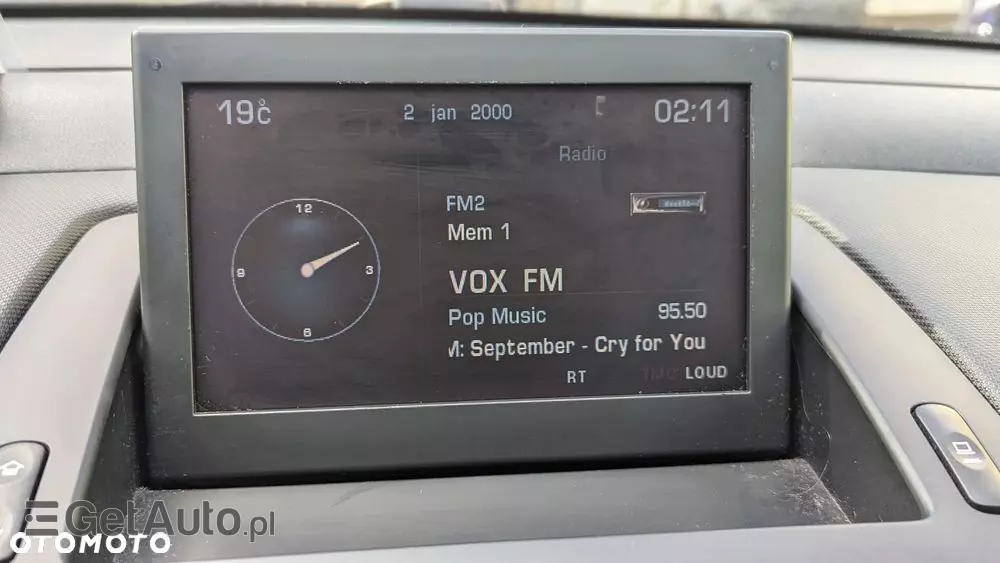 19°C 2 jan 2000 02:11
Radio
FM2
Mem 1
VOX FM
Pop Music 95.50
M: September - Cry for You
RT TMC LOUD
12
9 3
6
GetAuto.pl
OTOMOTO